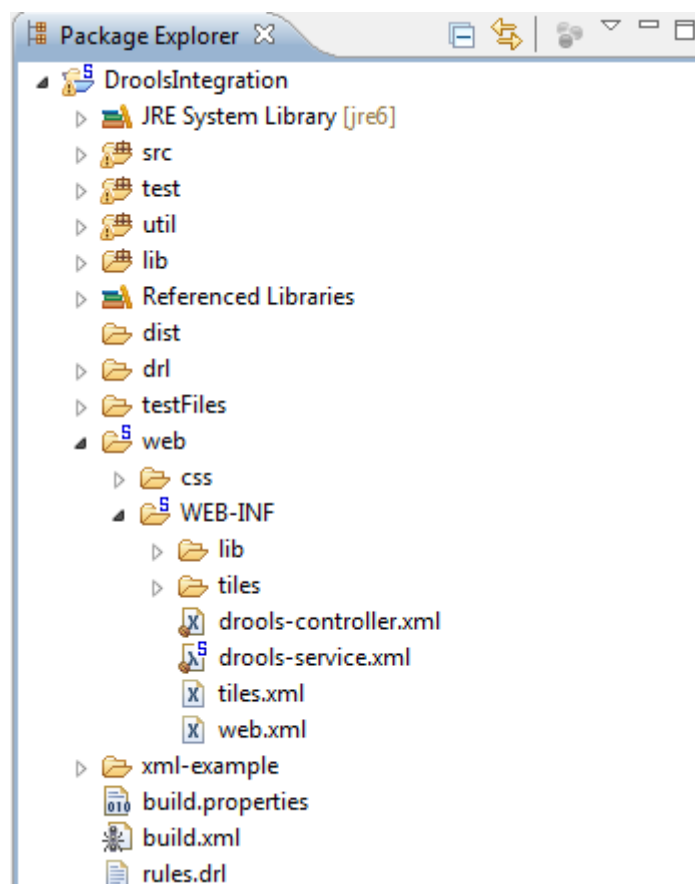 Package Explorer
DroolsIntegration
JRE System Library [jre6]
src
test
util
lib
Referenced Libraries
dist
drl
testFiles
web
css
WEB-INF
lib
tiles
drools-controller.xml
drools-service.xml
tiles.xml
web.xml
xml-example
build.properties
build.xml
rules.drl